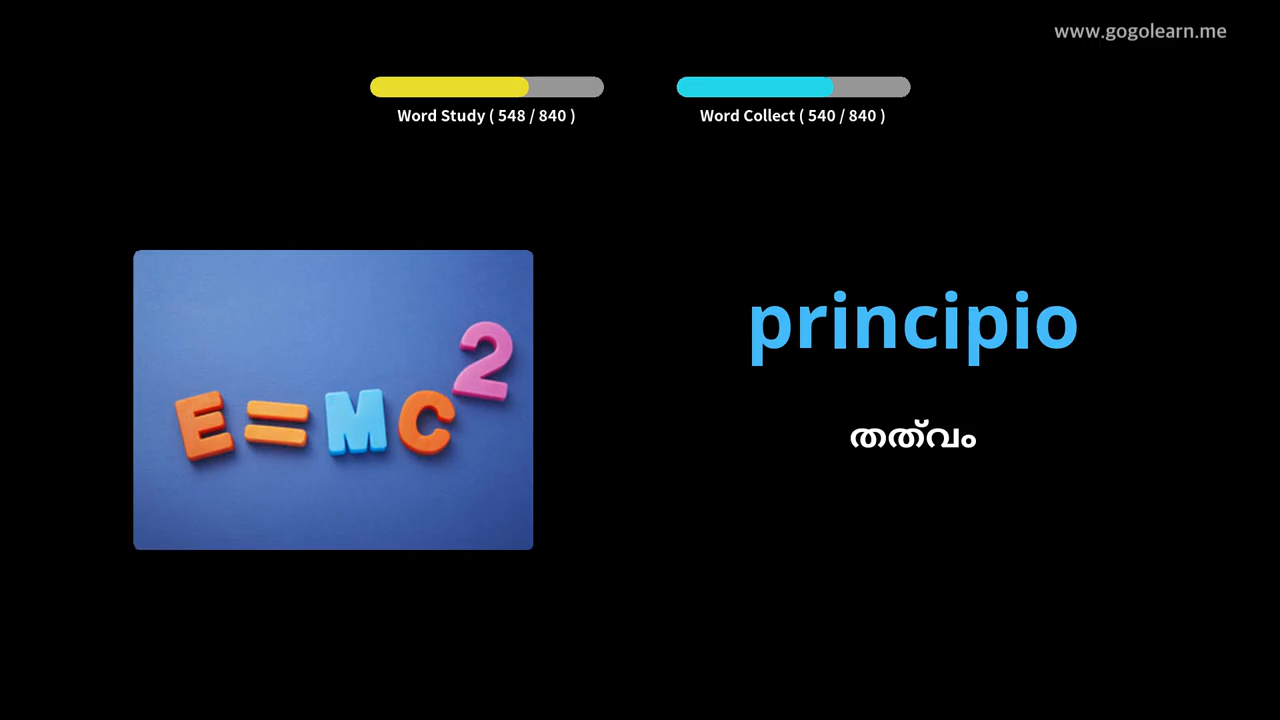 www.gogolearn.me
Word Study ( 548 / 840 )
Word Collect ( 540 / 840 )
principio
തത്വം
E=MC²